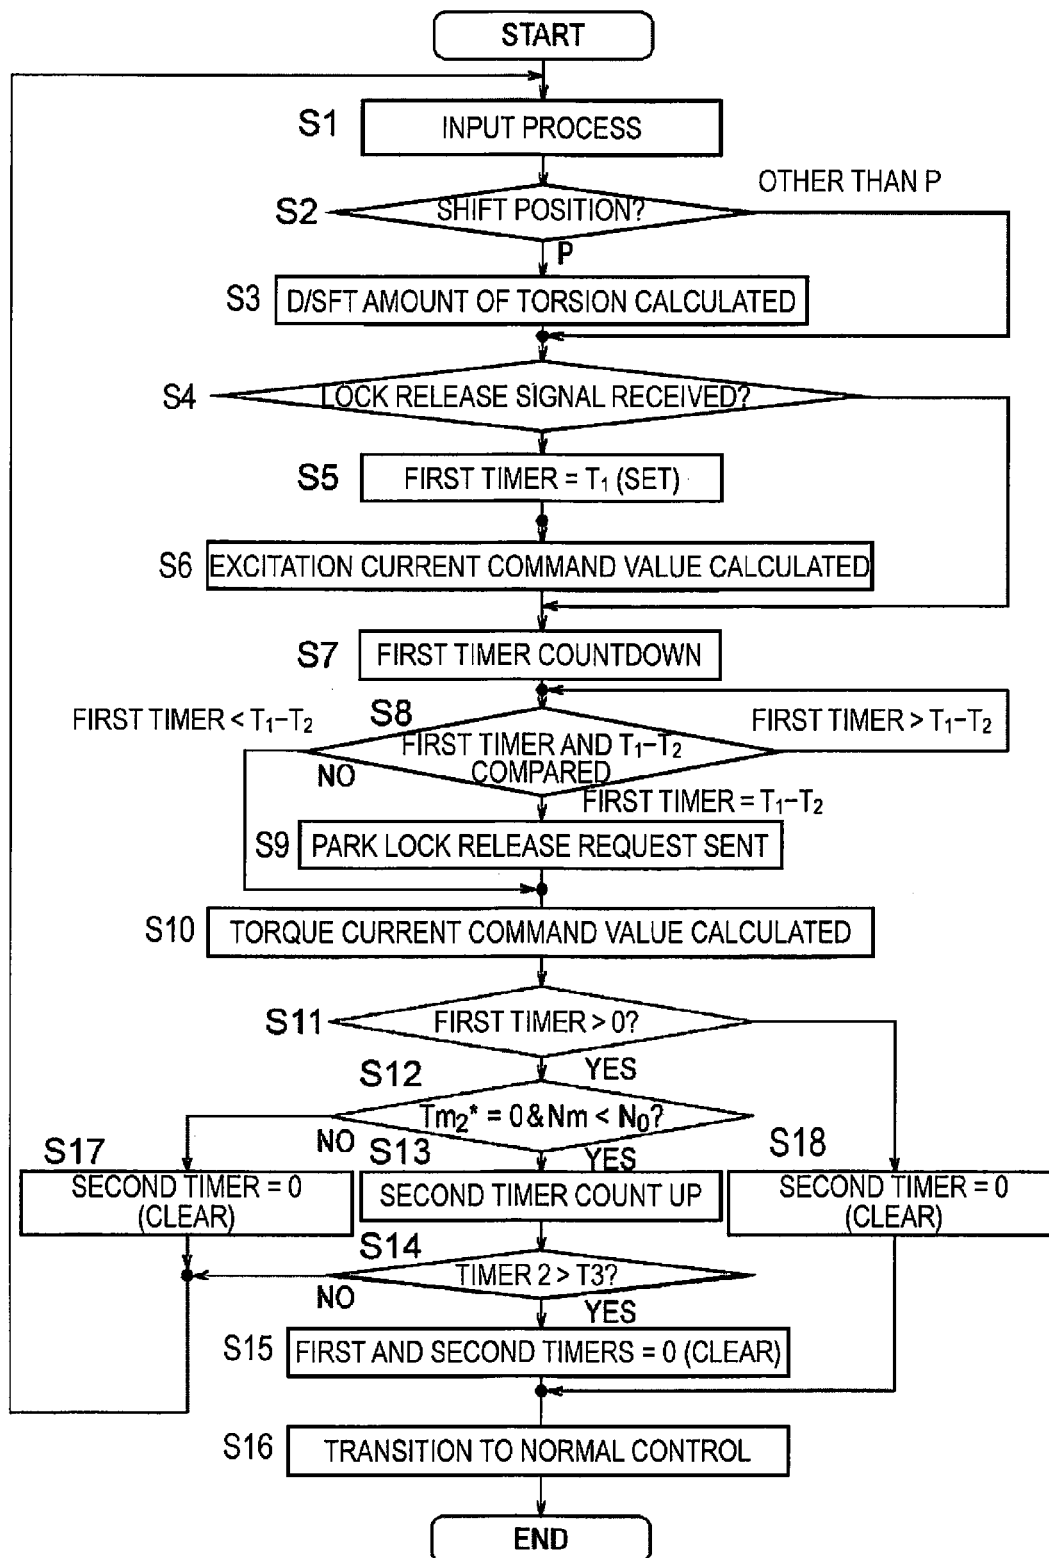 START
S1
INPUT PROCESS
OTHER THAN P
S2
SHIFT POSITION?
P
S3
D/SFT AMOUNT OF TORSION CALCULATED
S4
LOCK RELEASE SIGNAL RECEIVED?
S5
FIRST TIMER = T₁ (SET)
S6
EXCITATION CURRENT COMMAND VALUE CALCULATED
S7
FIRST TIMER COUNTDOWN
FIRST TIMER < T₁−T₂
S8
FIRST TIMER > T₁−T₂
FIRST TIMER AND T₁−T₂
COMPARED
NO
FIRST TIMER = T₁−T₂
S9
PARK LOCK RELEASE REQUEST SENT
S10
TORQUE CURRENT COMMAND VALUE CALCULATED
S11
FIRST TIMER > 0?
YES
S12
Tm₂* = 0 & Nm < N₀?
NO
YES
S17
SECOND TIMER = 0
(CLEAR)
S13
SECOND TIMER COUNT UP
S18
SECOND TIMER = 0
(CLEAR)
S14
TIMER 2 > T3?
NO
YES
S15
FIRST AND SECOND TIMERS = 0 (CLEAR)
S16
TRANSITION TO NORMAL CONTROL
END